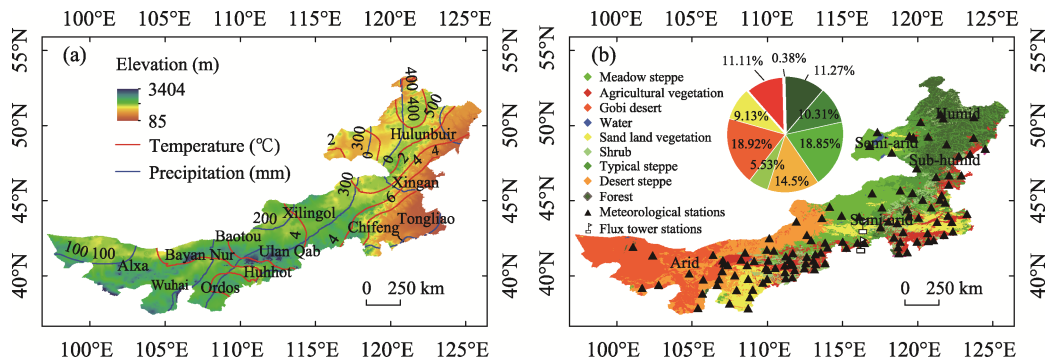 100°E 105°E 110°E 115°E 120°E 125°E
(a)
Elevation (m)
3404
85
Temperature (℃)
Precipitation (mm)
55°N
50°N
45°N
40°N
400
400
500
300
Hulunbuir
2
0
0
2
4
4
300
Xingan
6
200
Xilingol
Tongliao
Chifeng
4
4
Baotou
100 100
Bayan Nur
Ulan Qab
Alxa
Huhhot
Wuhai
Ordos
0 250 km
55°N
50°N
45°N
40°N
100°E 105°E 110°E 115°E 120°E 125°E
100°E 105°E 110°E 115°E 120°E 125°E
(b)
Meadow steppe
Agricultural vegetation
Gobi desert
Water
Sand land vegetation
Shrub
Typical steppe
Desert steppe
Forest
Meteorological stations
Flux tower stations
11.11%
0.38%
11.27%
10.31%
9.13%
18.92%
18.85%
5.53%
14.5%
Humid
Semi-arid
Sub-humid
Semi-arid
Arid
0 250 km
55°N
50°N
45°N
40°N
100°E 105°E 110°E 115°E 120°E 125°E